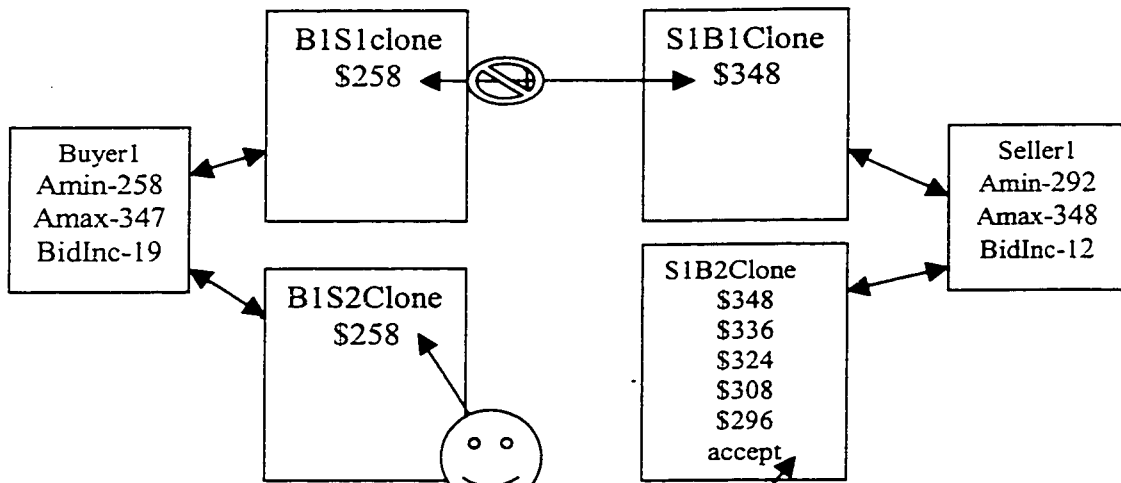 B1S1clone
$258
S1B1Clone
$348
Buyer1
Amin-258
Amax-347
BidInc-19
Seller1
Amin-292
Amax-348
BidInc-12
B1S2Clone
$258
S1B2Clone
$348
$336
$324
$308
$296
accept